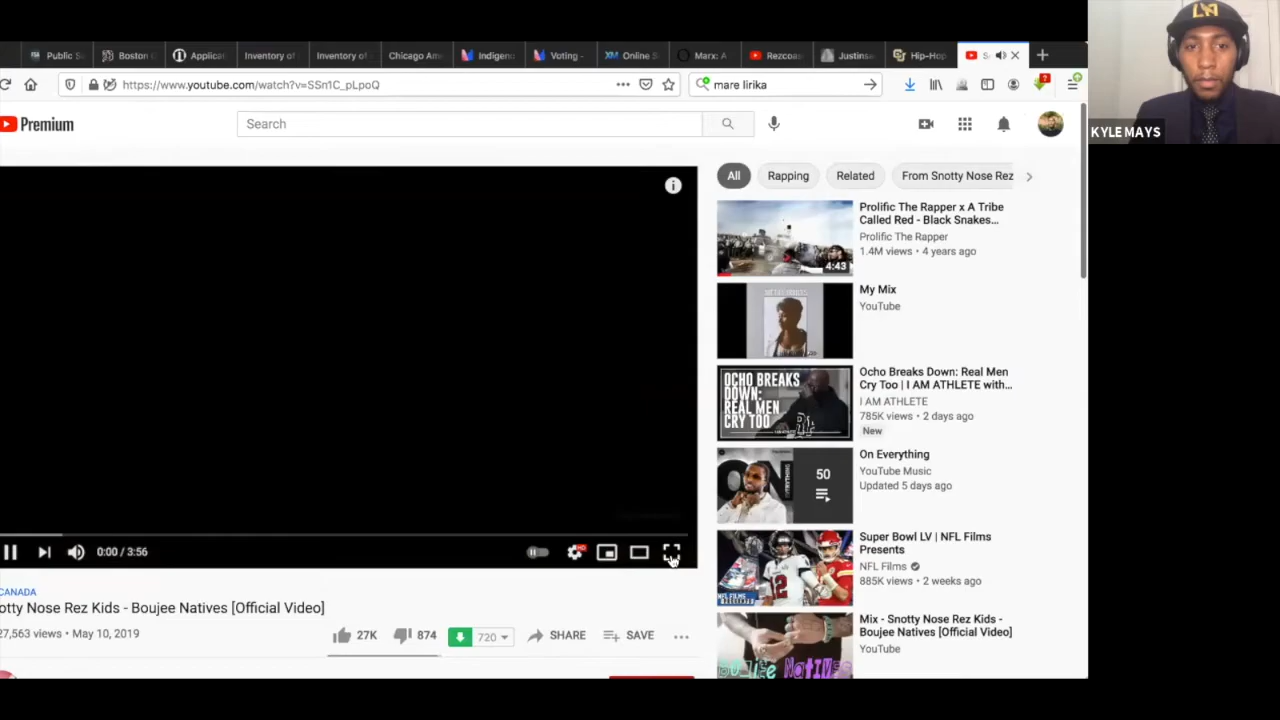 Public S
Boston
Applicat
Inventory of
Inventory of
Chicago Am
Indigeno
Voting -
Online S
Marx: A
Rezcoas
Justins
Hip-Hop
https://www.youtube.com/watch?v=SSn1C_pLpoQ
mare lirika
KYLE MAYS
Premium
Search
All
Rapping
Related
From Snotty Nose Rez
Prolific The Rapper x A Tribe
Called Red - Black Snakes...
Prolific The Rapper
1.4M views • 4 years ago
4:43
My Mix
YouTube
OCHO BREAKS
DOWN:
REAL MEN
CRY TOO
Ocho Breaks Down: Real Men
Cry Too | I AM ATHLETE with...
I AM ATHLETE
785K views • 2 days ago
New
50
On Everything
YouTube Music
Updated 5 days ago
Super Bowl LV | NFL Films
Presents
NFL Films
885K views • 2 weeks ago
Mix - Snotty Nose Rez Kids -
Boujee Natives [Official Video]
YouTube
0:00 / 3:56
HD
CANADA
otty Nose Rez Kids - Boujee Natives [Official Video]
27,563 views • May 10, 2019
27K
874
720
SHARE
SAVE